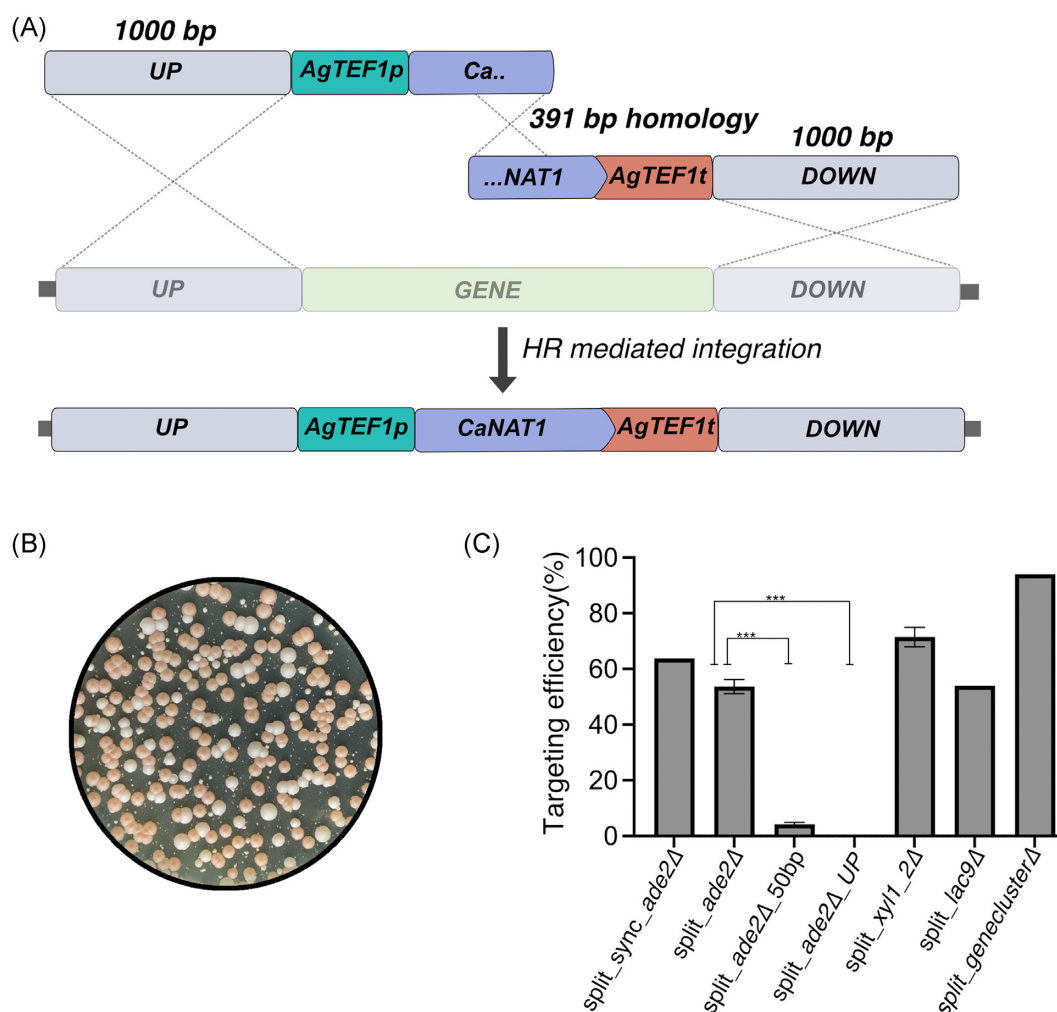 (A)
1000 bp
UP
AgTEF1p
Ca..
391 bp homology
1000 bp
...NAT1
AgTEF1t
DOWN
UP
GENE
DOWN
HR mediated integration
UP
AgTEF1p
CaNAT1
AgTEF1t
DOWN
(B)
(C)
Targeting efficiency(%)
100
80
60
40
20
0
***
***
split_sync_ade2Δ
split_ade2Δ
split_ade2Δ_50bp
split_ade2Δ_UP
split_xyl1_2Δ
split_lac9Δ
split_geneclusterΔ